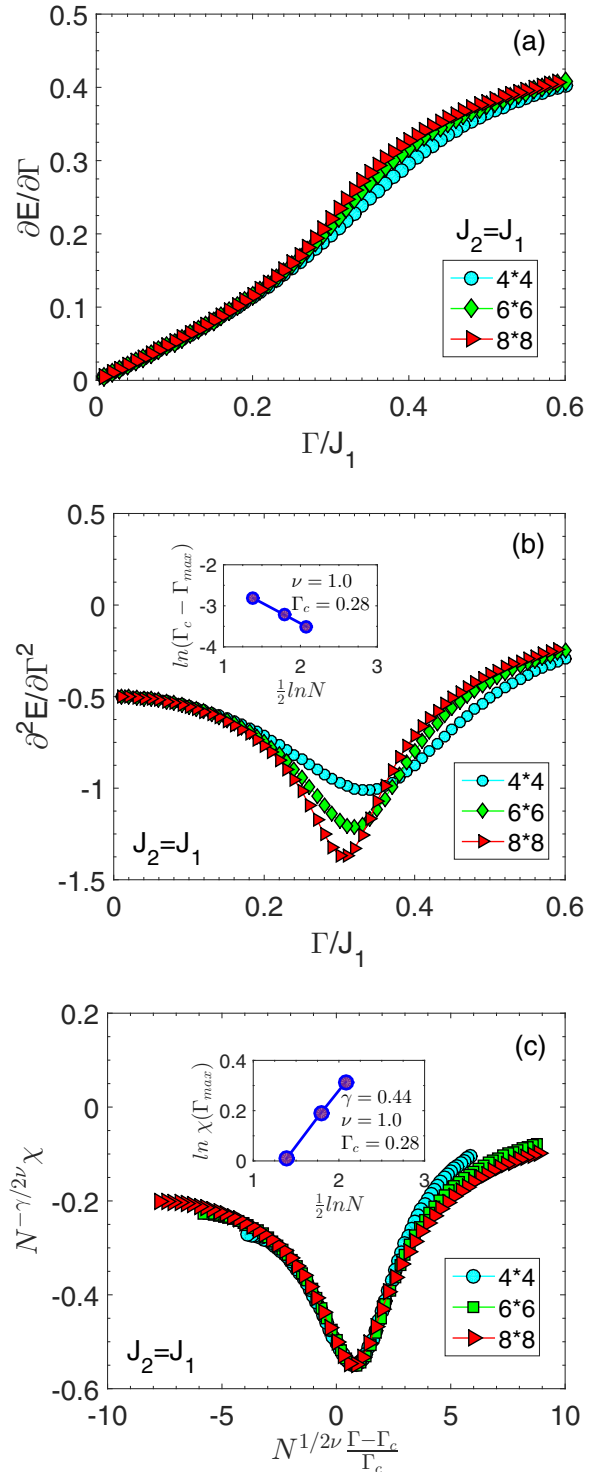 (a)
0.5
0.4
0.3
0.2
0.1
0
∂E/∂Γ
J₂=J₁
4*4
6*6
8*8
0 0.2 0.4 0.6
Γ/J₁
(b)
0.5
0
-0.5
-1
-1.5
∂²E/∂Γ²
ln(Γc − Γmax)
-2
-3
-4
ν = 1.0
Γc = 0.28
1 2 3
½lnN
J₂=J₁
4*4
6*6
8*8
0 0.2 0.4 0.6
Γ/J₁
(c)
0.2
0
-0.2
-0.4
-0.6
N^{−γ/2ν}χ
ln χ(Γmax)
0.4
0.2
0
γ = 0.44
ν = 1.0
Γc = 0.28
1 2 3
½lnN
J₂=J₁
4*4
6*6
8*8
-10 -5 0 5 10
N^{1/2ν} (Γ−Γc)/Γc